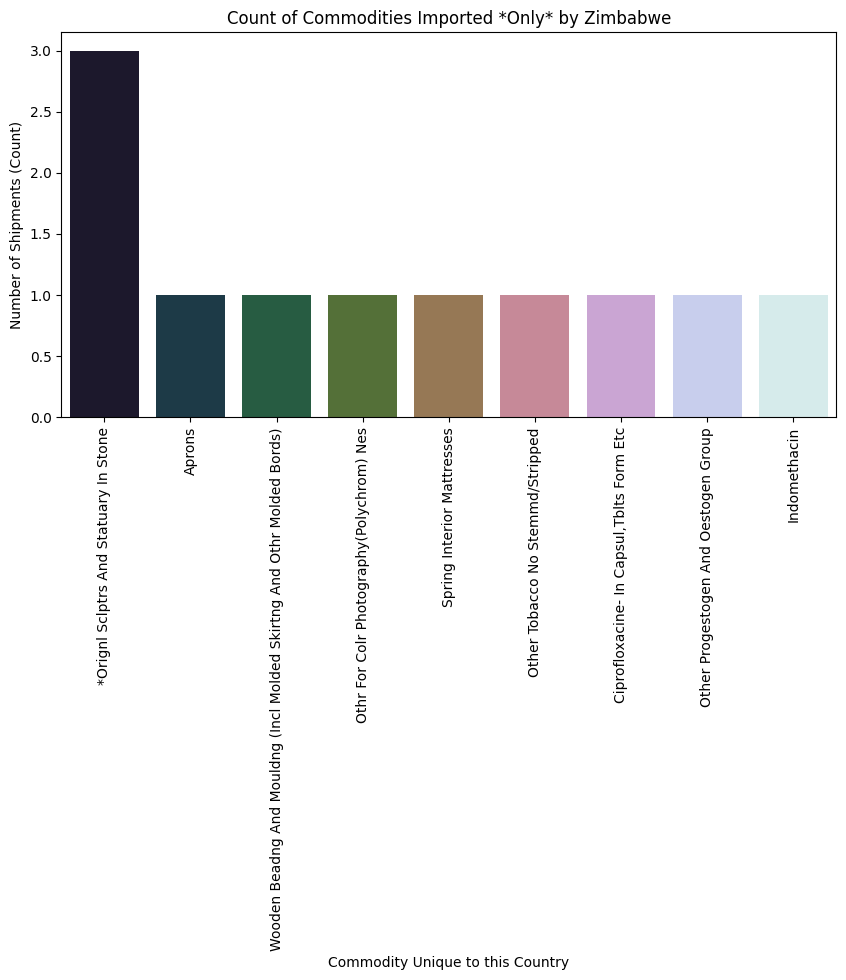 Count of Commodities Imported *Only* by Zimbabwe
Number of Shipments (Count)
3.0
2.5
2.0
1.5
1.0
0.5
0.0
*Orignl Sclptrs And Statuary In Stone
Aprons
Wooden Beadng And Mouldng (Incl Molded Skirtng And Othr Molded Bords)
Othr For Colr Photography(Polychrom) Nes
Spring Interior Mattresses
Other Tobacco No Stemmd/Stripped
Ciprofloxacine- In Capsul,Tblts Form Etc
Other Progestogen And Oestogen Group
Indomethacin
Commodity Unique to this Country